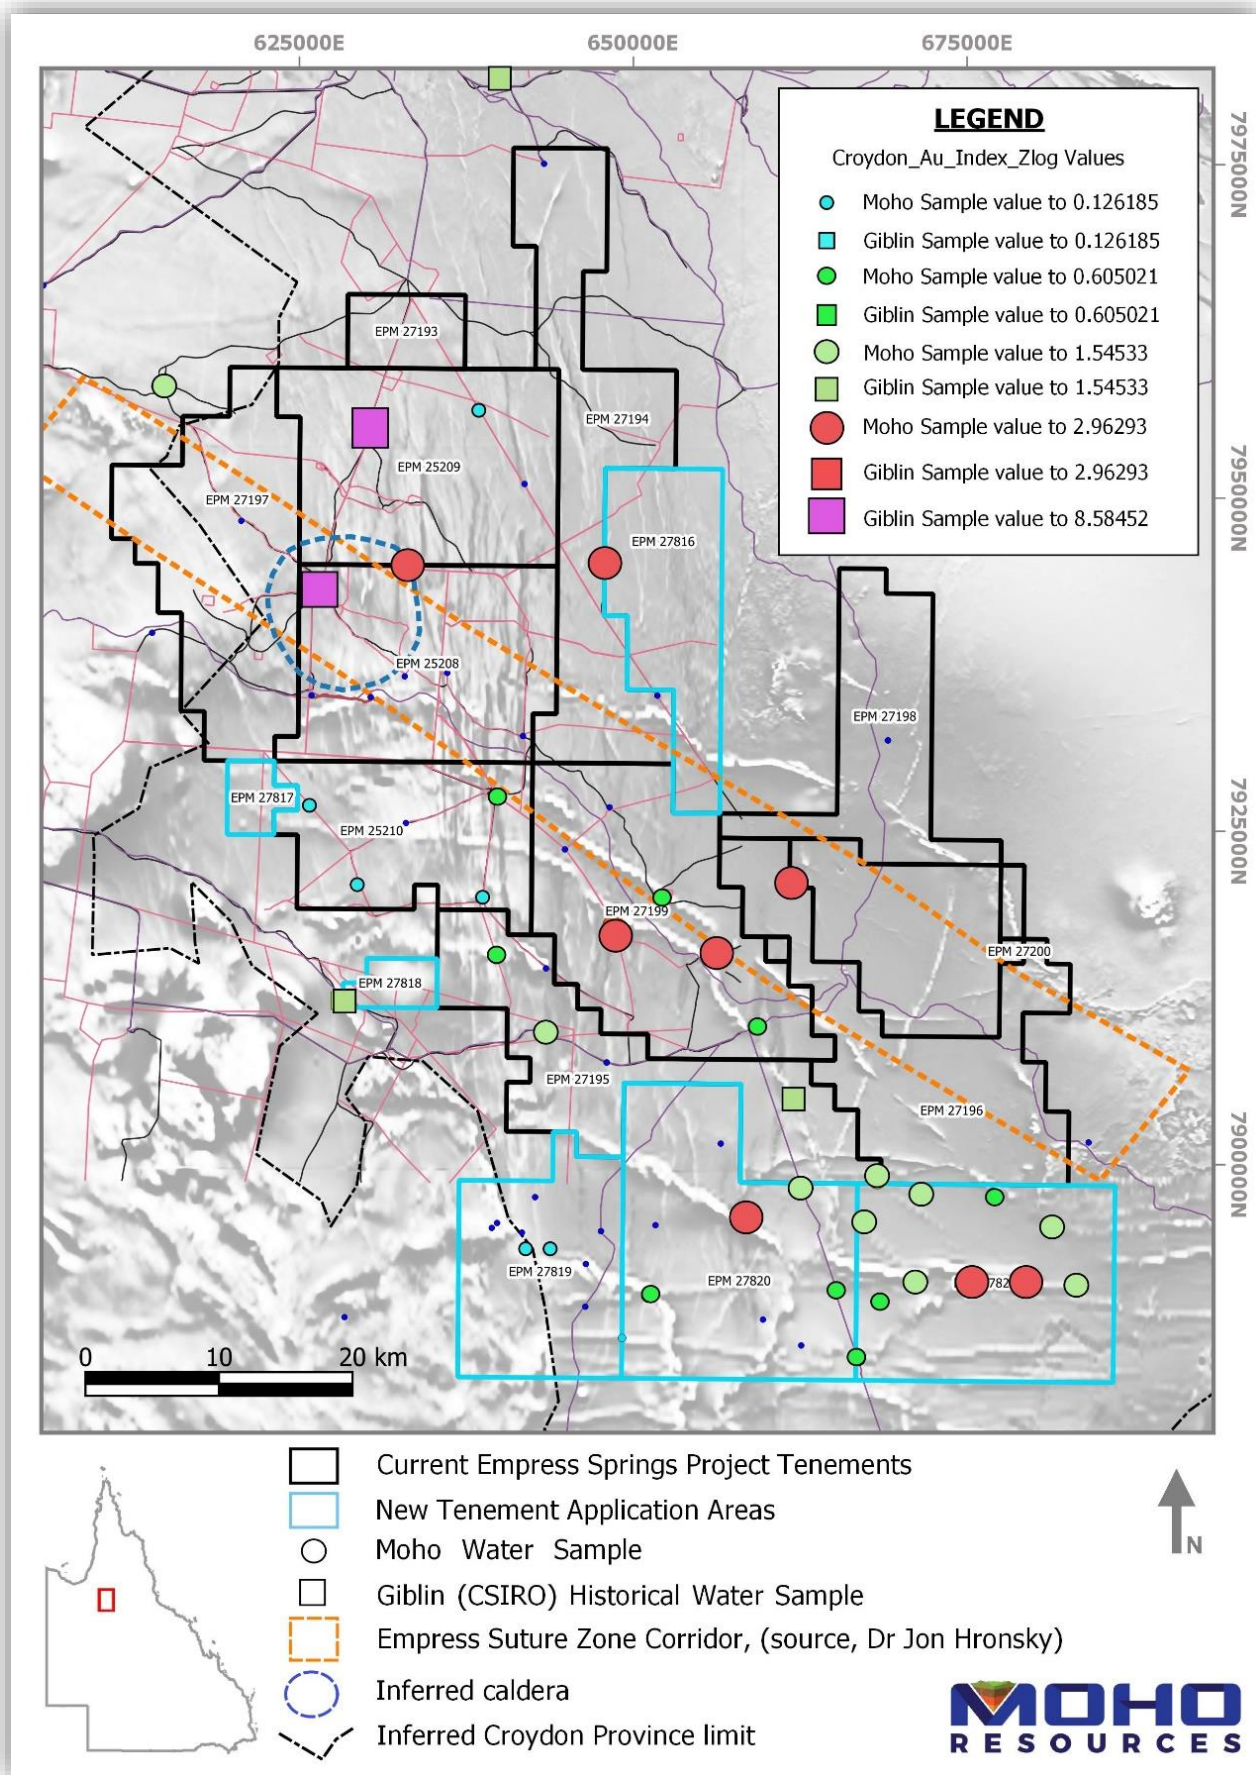 625000E
650000E
675000E
LEGEND
Croydon_Au_Index_Zlog Values
Moho Sample value to 0.126185
Giblin Sample value to 0.126185
Moho Sample value to 0.605021
Giblin Sample value to 0.605021
Moho Sample value to 1.54533
Giblin Sample value to 1.54533
Moho Sample value to 2.96293
Giblin Sample value to 2.96293
Giblin Sample value to 8.58452
7975000N
7950000N
7925000N
7900000N
EPM 27193
EPM 27194
EPM 25209
EPM 27197
EPM 27816
EPM 25208
EPM 27198
EPM 27817
EPM 25210
EPM 27199
EPM 27200
EPM 27818
EPM 27195
EPM 27196
EPM 27819
EPM 27820
782
0
10
20 km
Current Empress Springs Project Tenements
New Tenement Application Areas
Moho Water Sample
Giblin (CSIRO) Historical Water Sample
Empress Suture Zone Corridor, (source, Dr Jon Hronsky)
Inferred caldera
Inferred Croydon Province limit
N
MOHO
RESOURCES